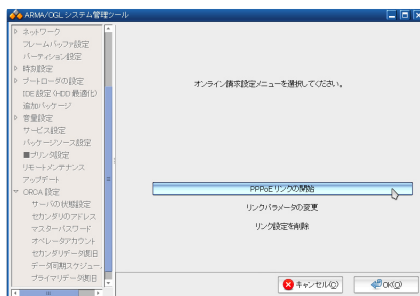 ARMA/OGL システム管理ツール
ネットワーク
フレームバッファ設定
パーティション設定
時刻設定
ブートローダの設定
IDE 設定 (HDD 最適化)
追加パッケージ
音量設定
サービス設定
パッケージソース設定
■プリンタ設定
リモートメンテナンス
アップデート
ORCA 設定
サーバの状態設定
セカンダリのアドレス
マスターパスワード
オペレータアカウント
セカンダリデータ復旧
データ同期スケジュー
プライマリデータ復旧
オンライン請求設定メニューを選択してください。
PPPoE リンクの開始
リンクパラメータの変更
リンク設定を削除
キャンセル(C)
OK(O)